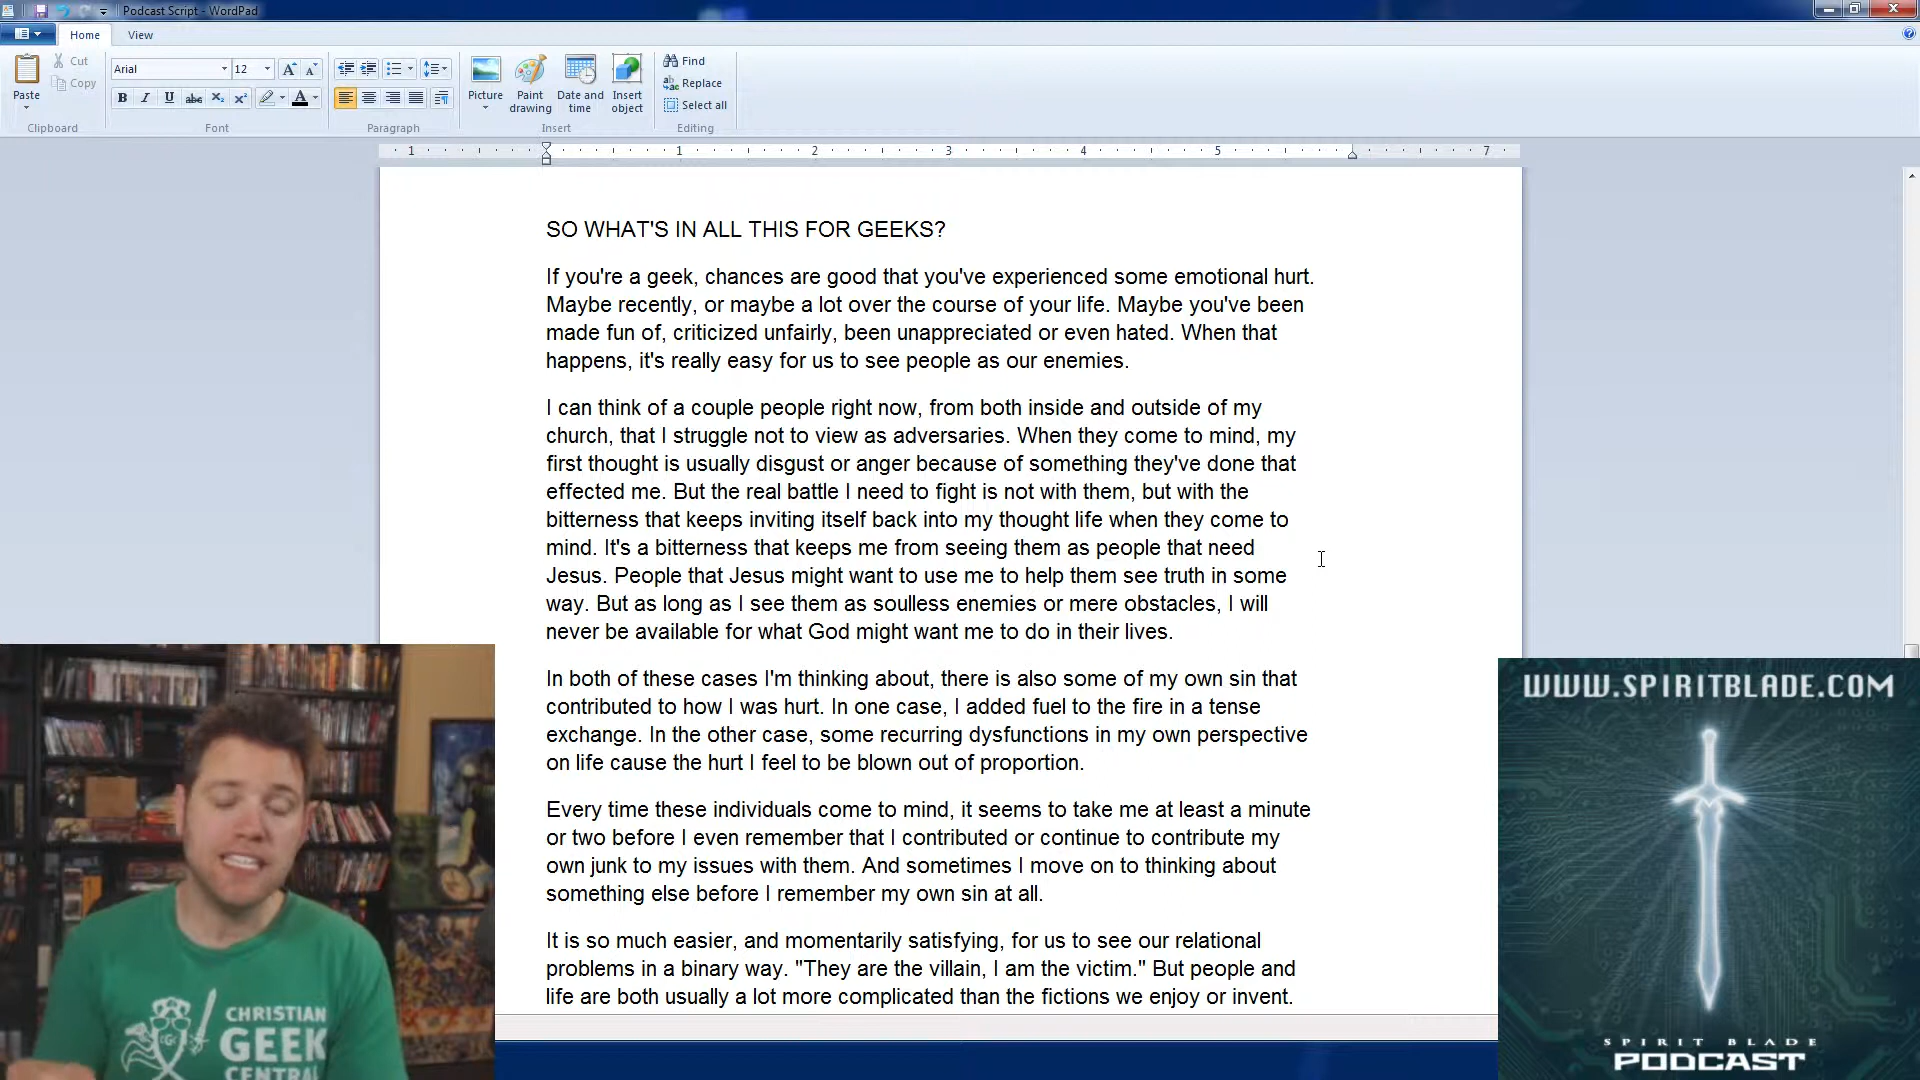 Podcast Script - WordPad
Home View
Cut
Copy
Paste
Clipboard
Arial 12
Font
Paragraph
Picture
Paint drawing
Date and time
Insert object
Insert
Find
Replace
Select all
Editing
1 1 2 3 4 5 7
SO WHAT'S IN ALL THIS FOR GEEKS?
If you're a geek, chances are good that you've experienced some emotional hurt.
Maybe recently, or maybe a lot over the course of your life. Maybe you've been
made fun of, criticized unfairly, been unappreciated or even hated. When that
happens, it's really easy for us to see people as our enemies.
I can think of a couple people right now, from both inside and outside of my
church, that I struggle not to view as adversaries. When they come to mind, my
first thought is usually disgust or anger because of something they've done that
effected me. But the real battle I need to fight is not with them, but with the
bitterness that keeps inviting itself back into my thought life when they come to
mind. It's a bitterness that keeps me from seeing them as people that need
Jesus. People that Jesus might want to use me to help them see truth in some
way. But as long as I see them as soulless enemies or mere obstacles, I will
never be available for what God might want me to do in their lives.
In both of these cases I'm thinking about, there is also some of my own sin that
contributed to how I was hurt. In one case, I added fuel to the fire in a tense
exchange. In the other case, some recurring dysfunctions in my own perspective
on life cause the hurt I feel to be blown out of proportion.
Every time these individuals come to mind, it seems to take me at least a minute
or two before I even remember that I contributed or continue to contribute my
own junk to my issues with them. And sometimes I move on to thinking about
something else before I remember my own sin at all.
It is so much easier, and momentarily satisfying, for us to see our relational
problems in a binary way. "They are the villain, I am the victim." But people and
life are both usually a lot more complicated than the fictions we enjoy or invent.
CHRISTIAN
GEEK
CENTRAL
WWW.SPIRITBLADE.COM
SPIRIT BLADE
PODCAST